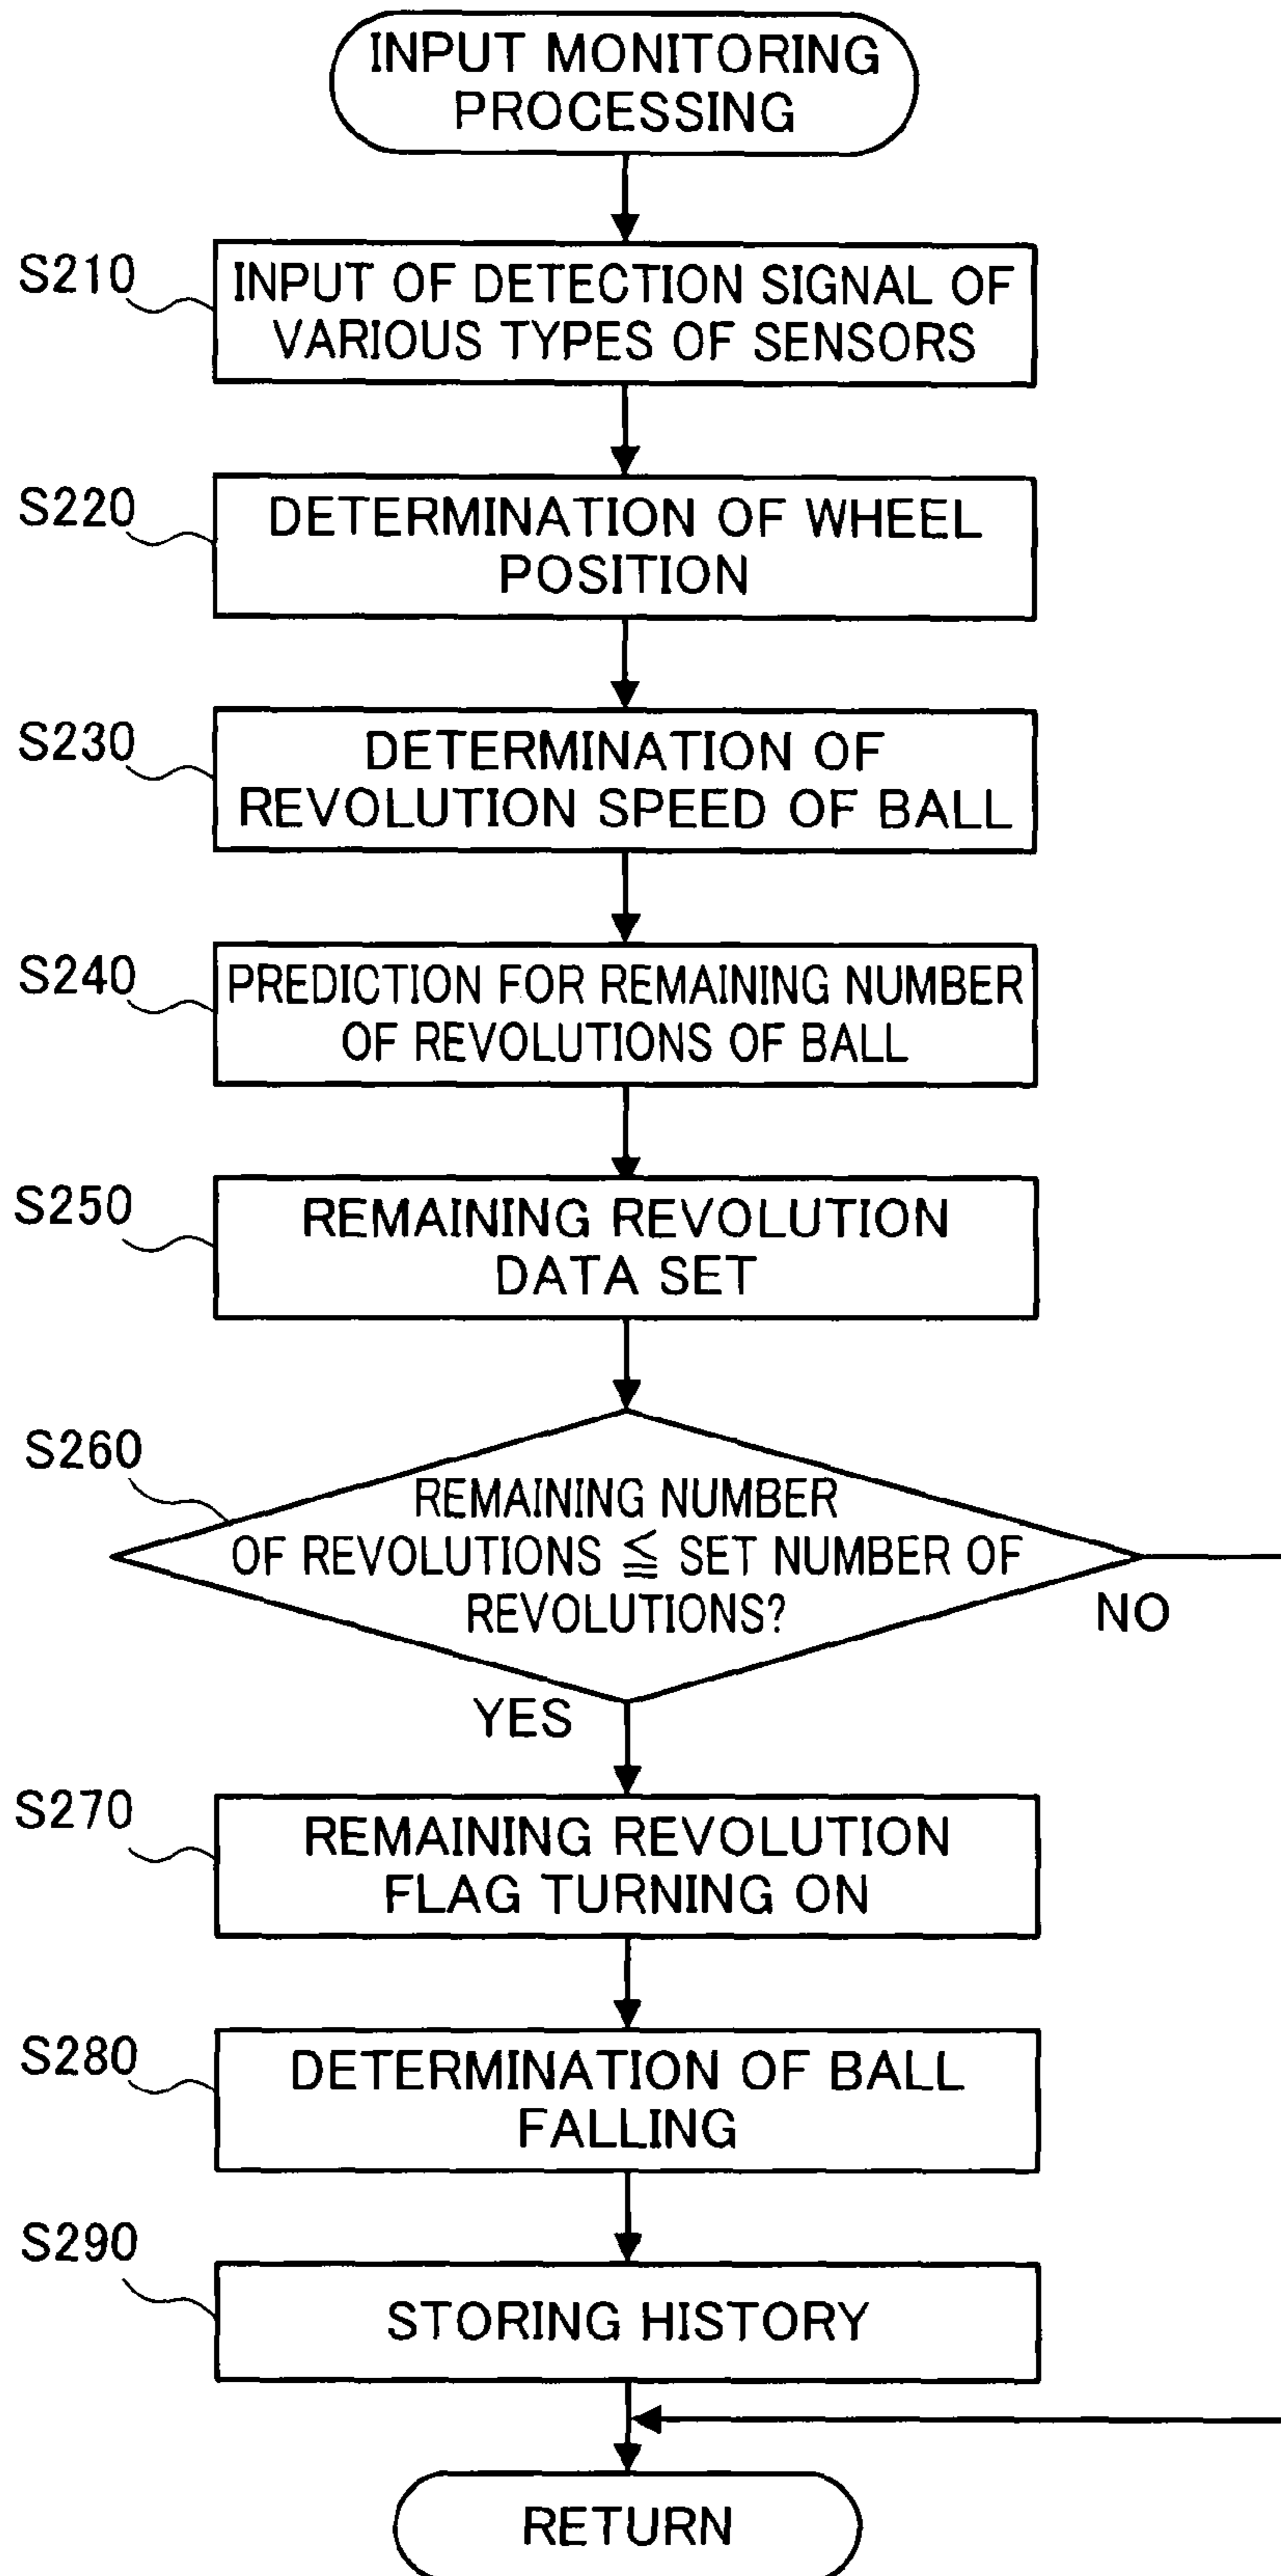 INPUT MONITORING
PROCESSING
S210
INPUT OF DETECTION SIGNAL OF
VARIOUS TYPES OF SENSORS
S220
DETERMINATION OF WHEEL
POSITION
S230
DETERMINATION OF
REVOLUTION SPEED OF BALL
S240
PREDICTION FOR REMAINING NUMBER
OF REVOLUTIONS OF BALL
S250
REMAINING REVOLUTION
DATA SET
S260
REMAINING NUMBER
OF REVOLUTIONS ≦ SET NUMBER OF
REVOLUTIONS?
NO
YES
S270
REMAINING REVOLUTION
FLAG TURNING ON
S280
DETERMINATION OF BALL
FALLING
S290
STORING HISTORY
RETURN